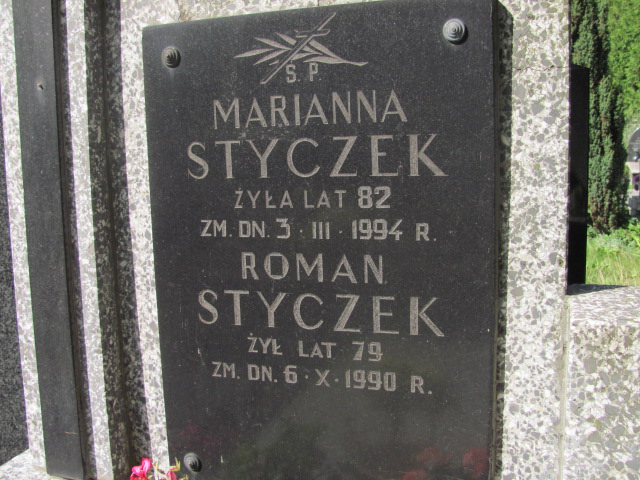 Ś. P
MARIANNA
STYCZEK
ŻYŁA LAT 82
ZM. DN. 3 · III · 1994 R.
ROMAN
STYCZEK
ŻYŁ LAT 79
ZM. DN. 6 · X · 1990 R.